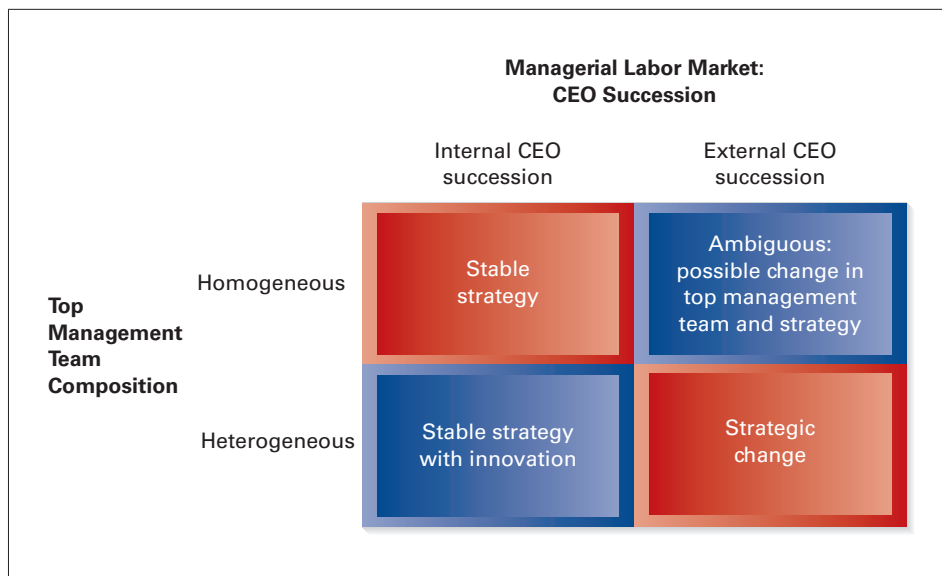 Managerial Labor Market:
CEO Succession
Internal CEO
succession
External CEO
succession
Top
Management
Team
Composition
Homogeneous
Stable
strategy
Ambiguous:
possible change in
top management
team and strategy
Heterogeneous
Stable strategy
with innovation
Strategic
change